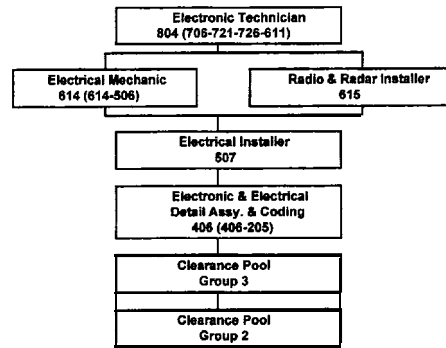 Electronic Technician
804 (706-721-726-611)
Electrical Mechanic
614 (614-506)
Radio & Radar Installer
615
Electrical Installer
507
Electronic & Electrical
Detail Assy. & Coding
406 (406-205)
Clearance Pool
Group 3
Clearance Pool
Group 2